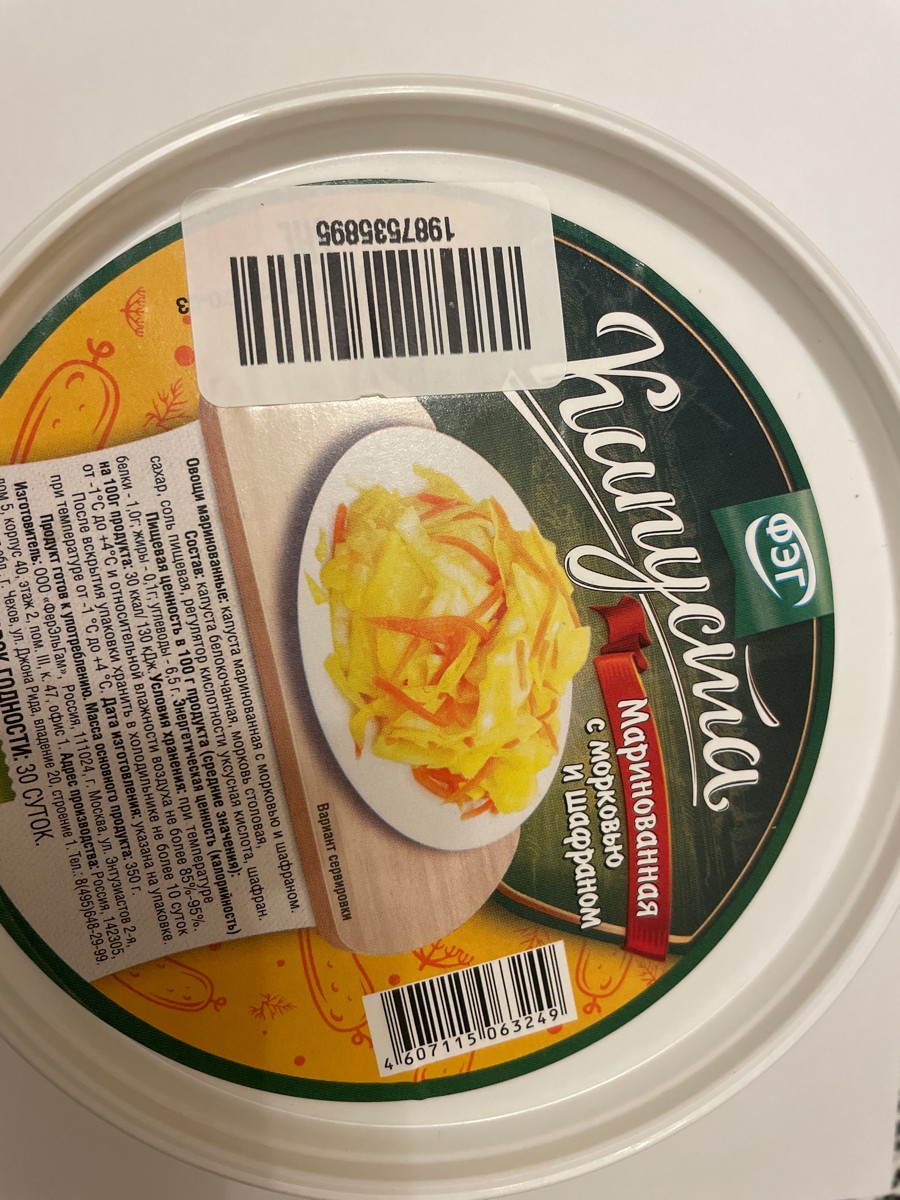 ФЭГ
Капуста
Маринованная
с морковью
и шафраном
1987535895
Вариант сервировки
Овощи маринованные: капуста маринованная с морковью и шафраном.
Состав: капуста белокочанная, морковь столовая,
сахар, соль пищевая, регулятор кислотности уксусная кислота, шафран.
Пищевая ценность в 100 г продукта (средние значения):
белки - 1,0г; жиры - 0,1г; углеводы - 6,5 г. Энергетическая ценность (калорийность)
на 100г продукта: 30 ккал/ 130 кДж. Условия хранения: при температуре
от -1°С до +4°С и относительной влажности воздуха не более 85%-95%.
После вскрытия упаковки хранить в холодильнике не более 10 суток
при температуре от -1 °С до +4 °С. Дата изготовления: указана на упаковке.
Продукт готов к употреблению. Масса основного продукта: 350 г.
Изготовитель: ООО «ФерЭльГам», Россия, 111024, г. Москва, ул. Энтузиастов 2-я,
дом 5, корпус 40, этаж 2, пом. III, к. 47, офис 1. Адрес производства: Россия, 142305,
обл., г. Чехов, ул. Джона Рида, владение 20, строение 1. Тел.: 8(495)648-29-99.
ГОДНОСТИ: 30 СУТОК.
4 607115 063249